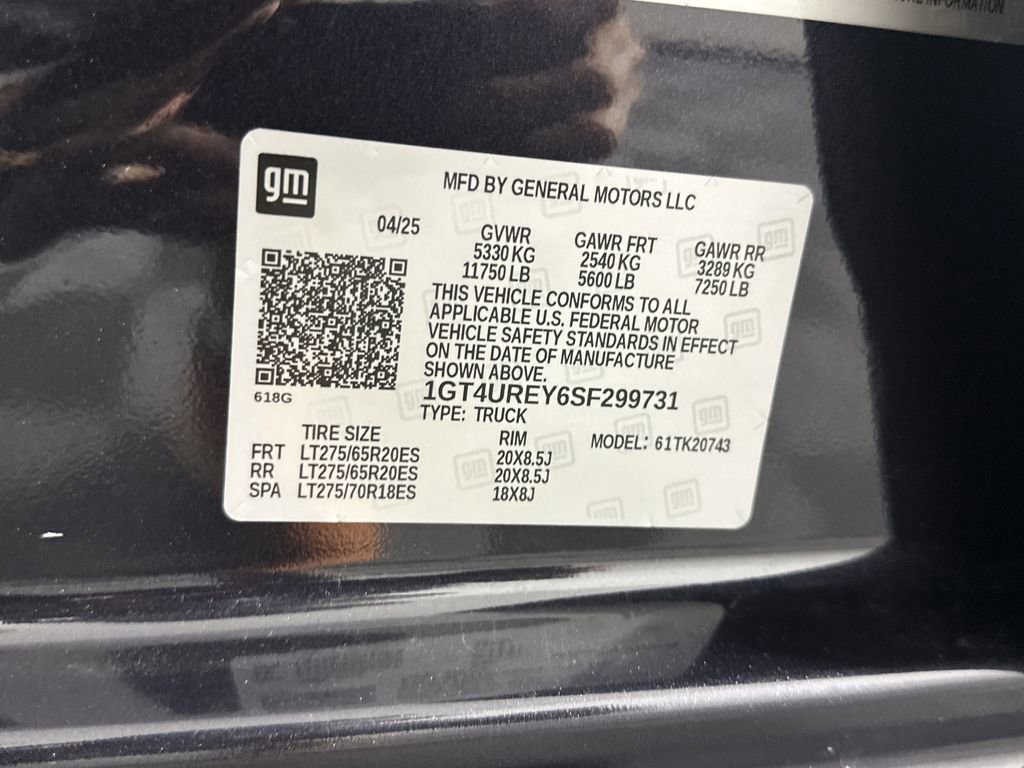 INFORMATION
gm
MFD BY GENERAL MOTORS LLC
04/25
GVWR
5330 KG
11750 LB
GAWR FRT
2540 KG
5600 LB
GAWR RR
3289 KG
7250 LB
THIS VEHICLE CONFORMS TO ALL
APPLICABLE U.S. FEDERAL MOTOR
VEHICLE SAFETY STANDARDS IN EFFECT
ON THE DATE OF MANUFACTURE
SHOWN ABOVE.
1GT4UREY6SF299731
TYPE: TRUCK
618G
TIRE SIZE RIM MODEL: 61TK20743
FRT LT275/65R20ES 20X8.5J
RR LT275/65R20ES 20X8.5J
SPA LT275/70R18ES 18X8J